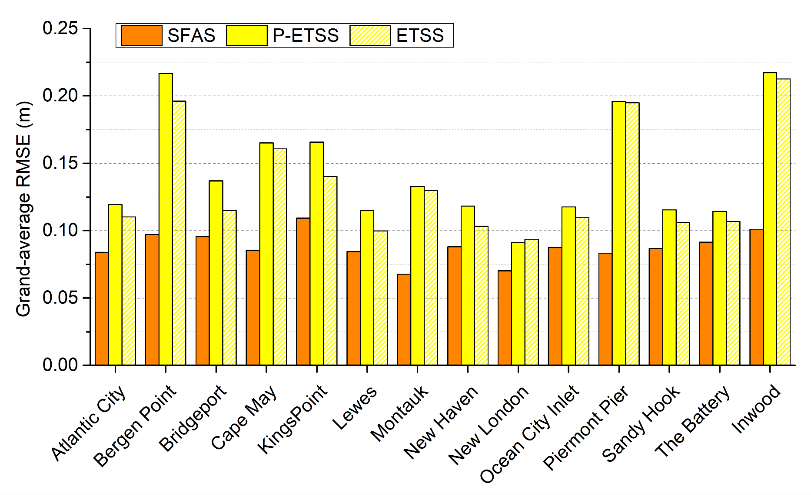 SFAS P-ETSS ETSS
Grand-average RMSE (m)
0.25
0.20
0.15
0.10
0.05
0.00
Atlantic City
Bergen Point
Bridgeport
Cape May
KingsPoint
Lewes
Montauk
New Haven
New London
Ocean City Inlet
Piermont Pier
Sandy Hook
The Battery
Inwood